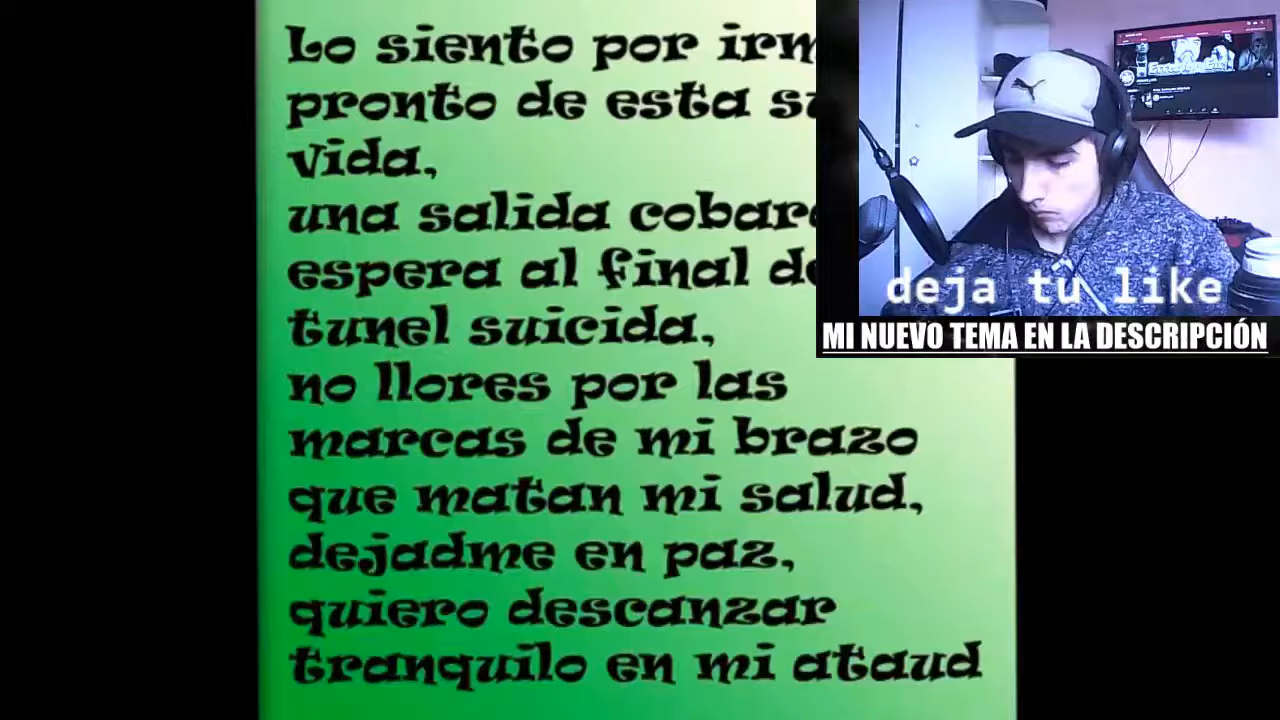 Lo siento por
pronto de esta
vida,
una salida
espera al final
tunel suicida,
no llores por las
marcas de mi brazo
que matan mi salud,
dejadme en paz,
quiero descanzar
tranquilo en mi ataud
deja tu like
MI NUEVO TEMA EN LA DESCRIPCIÓN